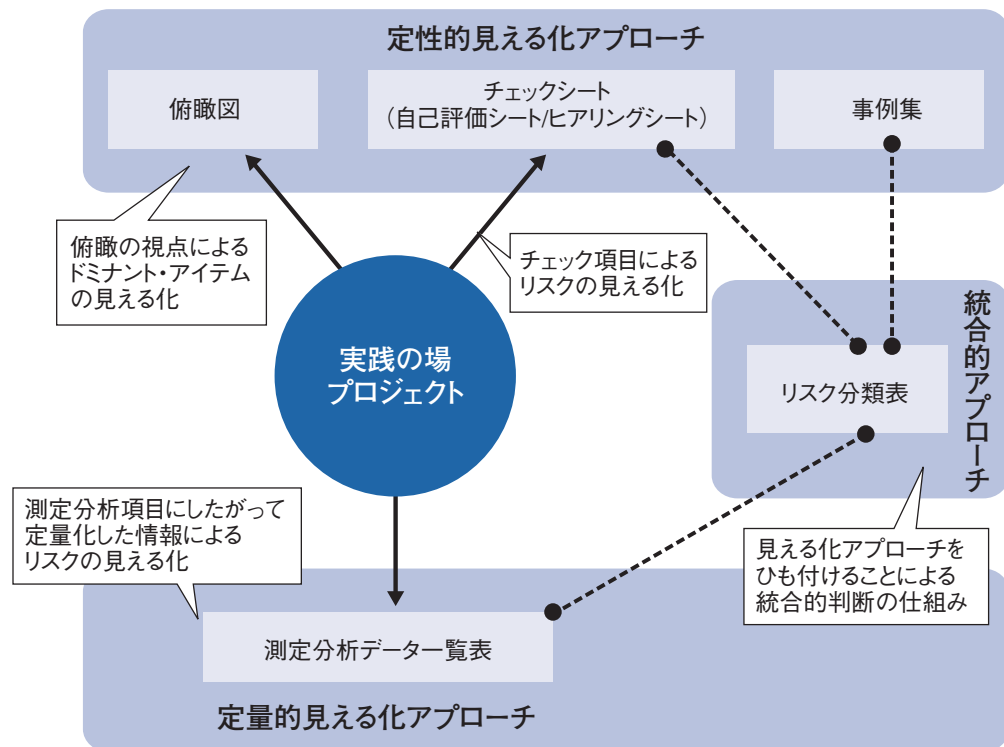 定性的見える化アプローチ
俯瞰図
チェックシート
（自己評価シート/ヒアリングシート）
事例集
俯瞰の視点による
ドミナント・アイテム
の見える化
チェック項目による
リスクの見える化
実践の場
プロジェクト
統合的アプローチ
リスク分類表
測定分析項目にしたがって
定量化した情報による
リスクの見える化
見える化アプローチを
ひも付けることによる
統合的判断の仕組み
測定分析データ一覧表
定量的見える化アプローチ